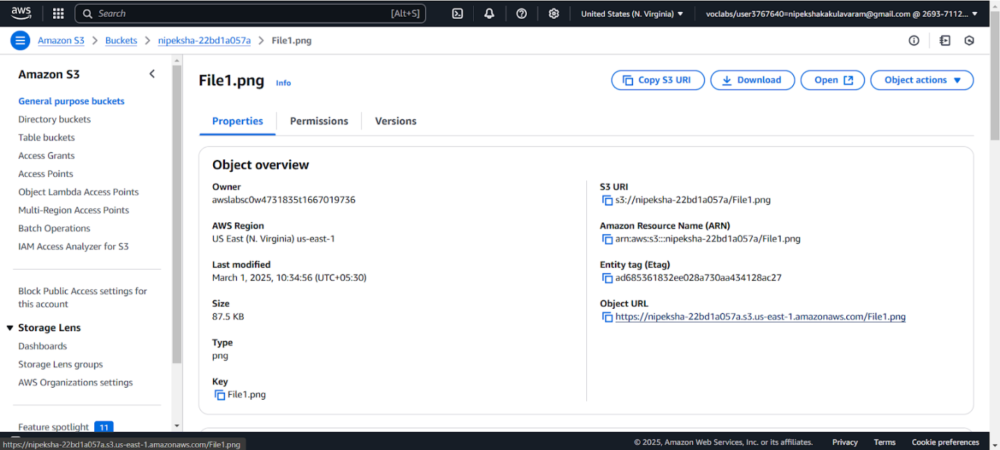 aws
Search [Alt+S]
United States (N. Virginia)
voclabs/user3767640=nipekshakakulavaram@gmail.com @ 2693-7112...
Amazon S3 > Buckets > nipeksha-22bd1a057a > File1.png
Amazon S3
General purpose buckets
Directory buckets
Table buckets
Access Grants
Access Points
Object Lambda Access Points
Multi-Region Access Points
Batch Operations
IAM Access Analyzer for S3
Block Public Access settings for
this account
Storage Lens
Dashboards
Storage Lens groups
AWS Organizations settings
Feature spotlight 11
File1.png Info
Copy S3 URI
Download
Open
Object actions
Properties
Permissions
Versions
Object overview
Owner
awslabsc0w4731835t1667019736
AWS Region
US East (N. Virginia) us-east-1
Last modified
March 1, 2025, 10:34:56 (UTC+05:30)
Size
87.5 KB
Type
png
Key
File1.png
S3 URI
s3://nipeksha-22bd1a057a/File1.png
Amazon Resource Name (ARN)
arn:aws:s3:::nipeksha-22bd1a057a/File1.png
Entity tag (Etag)
ad685361832ee028a730aa434128ac27
Object URL
https://nipeksha-22bd1a057a.s3.us-east-1.amazonaws.com/File1.png
https://nipeksha-22bd1a057a.s3.us-east-1.amazonaws.com/File1.png
© 2025, Amazon Web Services, Inc. or its affiliates.
Privacy
Terms
Cookie preferences